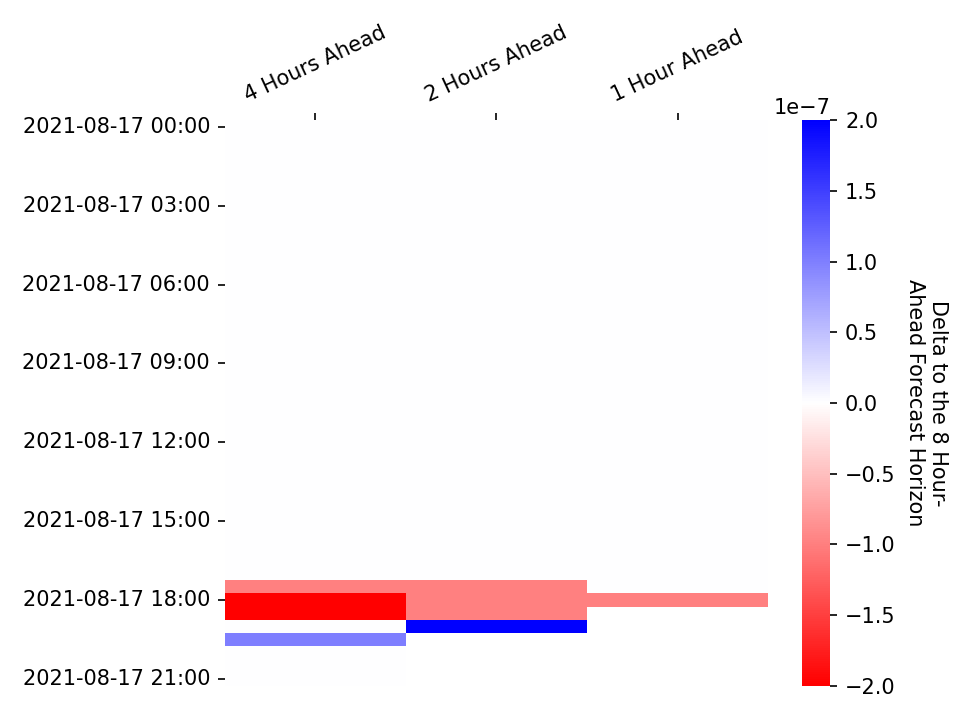 4 Hours Ahead
2 Hours Ahead
1 Hour Ahead
1e−7
2021-08-17 00:00
2021-08-17 03:00
2021-08-17 06:00
2021-08-17 09:00
2021-08-17 12:00
2021-08-17 15:00
2021-08-17 18:00
2021-08-17 21:00
2.0
1.5
1.0
0.5
0.0
−0.5
−1.0
−1.5
−2.0
Delta to the 8 Hour-
Ahead Forecast Horizon